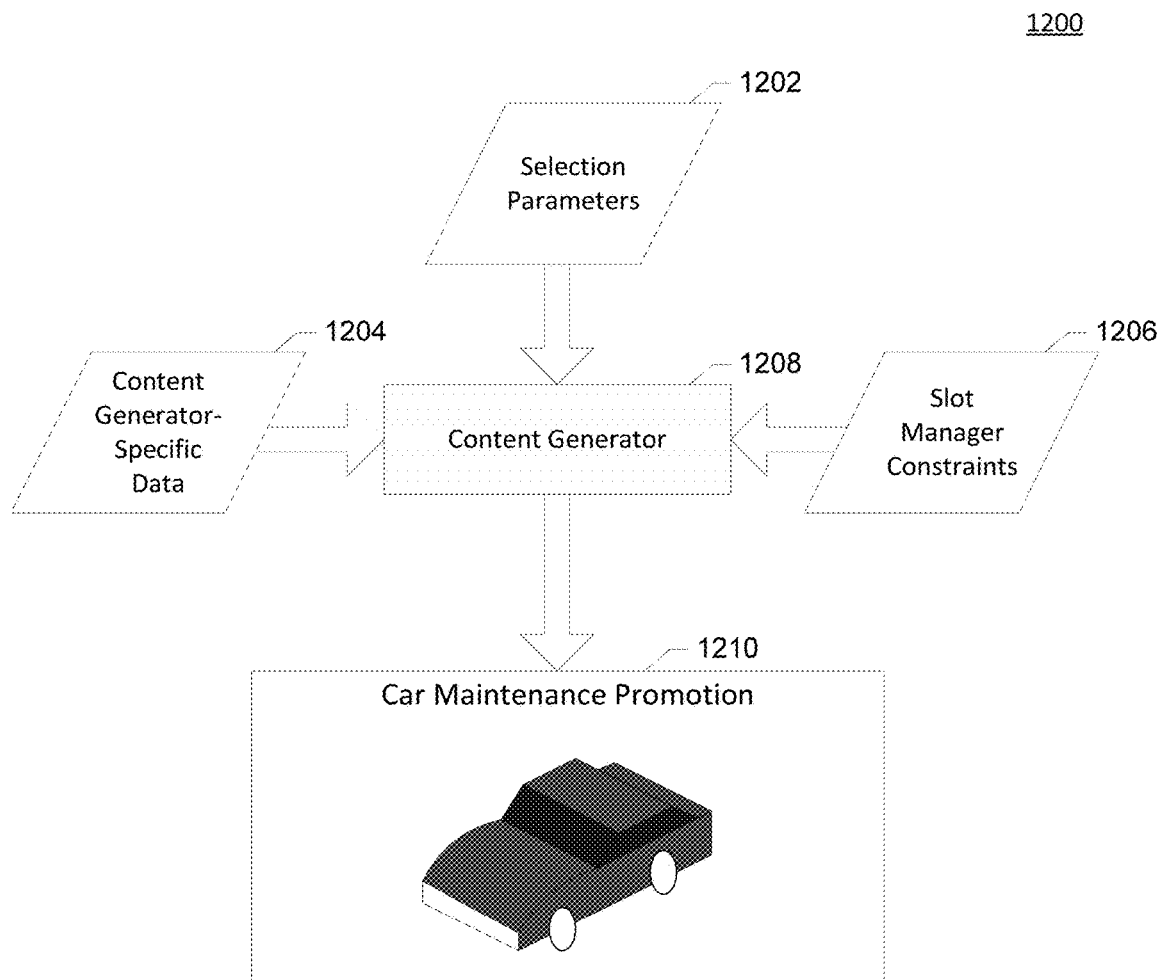 1200
1202
Selection
Parameters
1204
1206
Content
Generator-
Specific
Data
1208
Content Generator
Slot
Manager
Constraints
1210
Car Maintenance Promotion